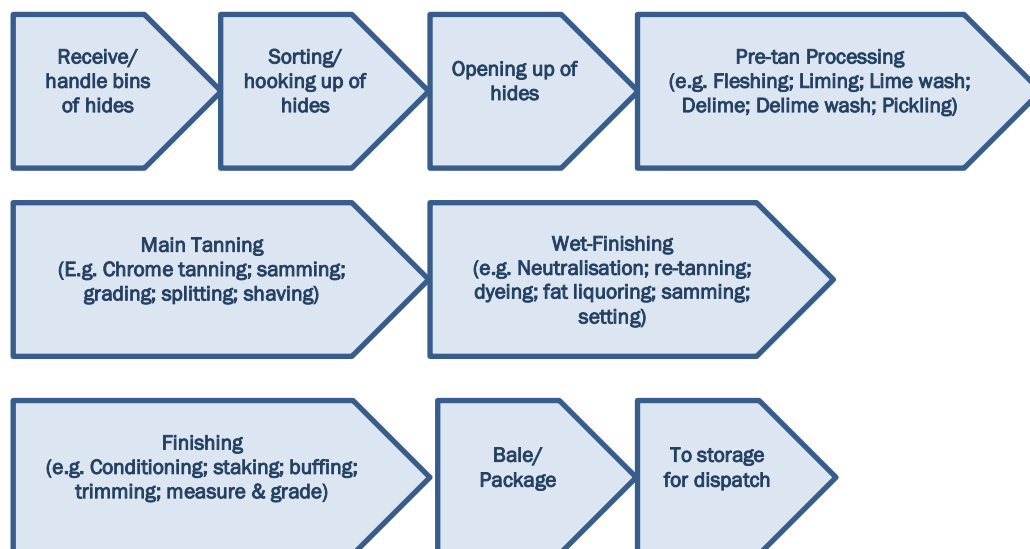 Receive/
handle bins
of hides
Sorting/
hooking up of
hides
Opening up of
hides
Pre-tan Processing
(e.g. Fleshing; Liming; Lime wash;
Delime; Delime wash; Pickling)
Main Tanning
(E.g. Chrome tanning; samming;
grading; splitting; shaving)
Wet-Finishing
(e.g. Neutralisation; re-tanning;
dyeing; fat liquoring; samming;
setting)
Finishing
(e.g. Conditioning; staking; buffing;
trimming; measure & grade)
Bale/
Package
To storage
for dispatch